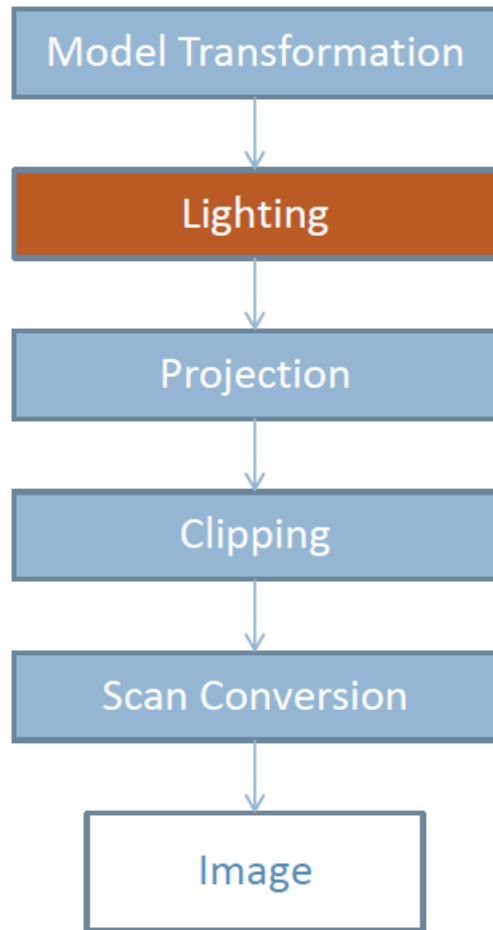 Model Transformation
Lighting
Projection
Clipping
Scan Conversion
Image